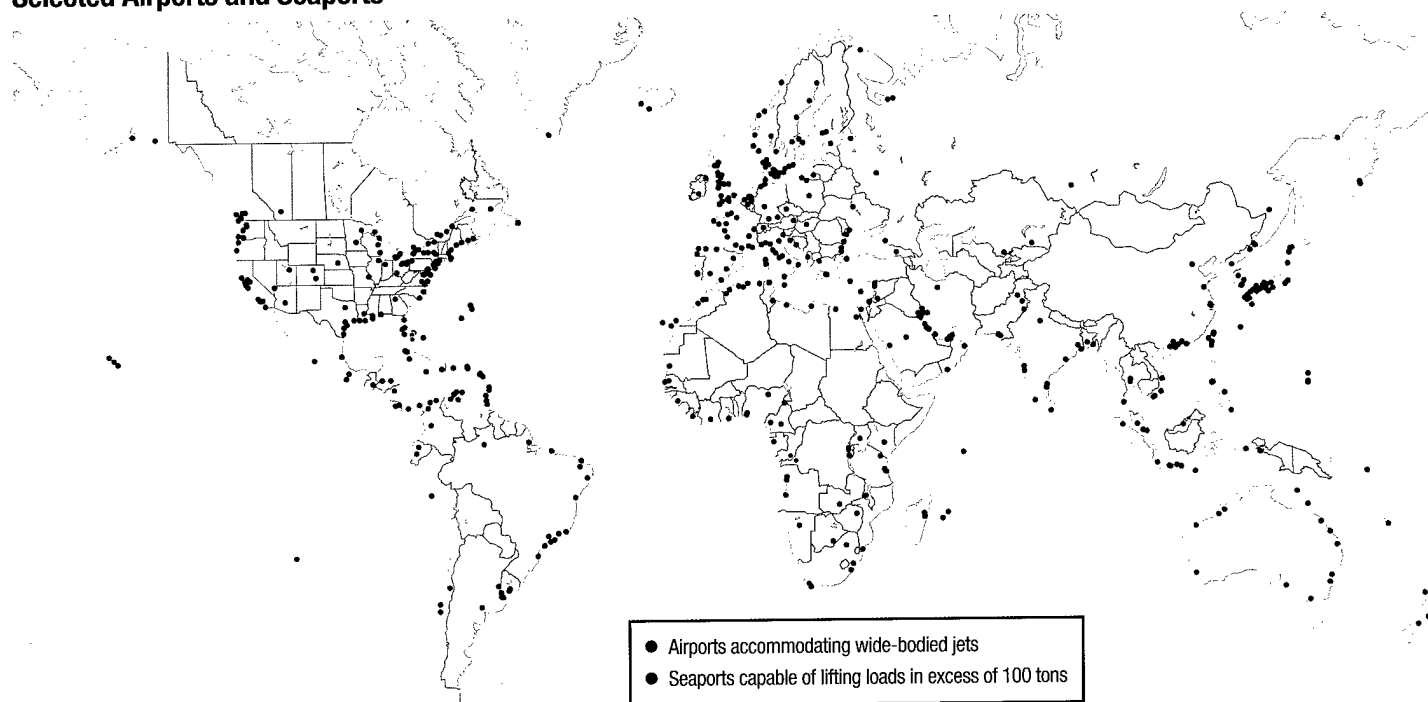 Selected Airports and Seaports
Airports accommodating wide-bodied jets
Seaports capable of lifting loads in excess of 100 tons